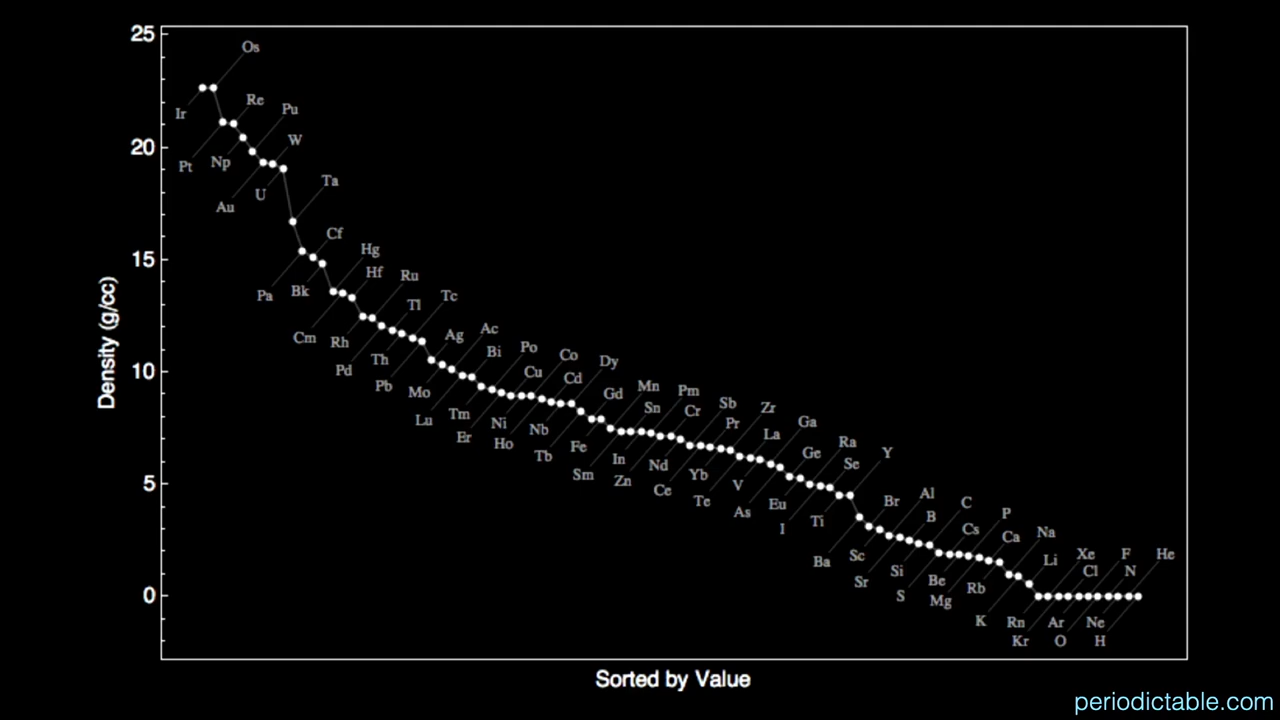 25
Os
Re
Ir
Pu
W
20
Np
Pt
Ta
U
Au
Cf
Hg
15
Hf
Ru
Bk
Pa
Tl
Tc
Ac
Ag
Cm
Rh
Po
Bi
Co
Th
Dy
Density (g/cc)
10
Pd
Cu
Cd
Pb
Mn
Pm
Mo
Gd
Sb
Sn
Zr
Cr
Tm
Lu
Ni
Pr
Ga
Nb
La
Er
Ho
Ra
Fe
Ge
Y
Tb
In
Se
Nd
Sm
Yb
5
Zn
V
Ce
Al
Te
Br
C
Eu
As
P
B
Ti
I
Cs
Na
Ca
Sc
Xe
F
He
Ba
Li
Si
Cl
N
Be
Sr
Rb
0
S
Mg
K
Rn
Ar
Ne
Kr
O
H
Sorted by Value
periodictable.com